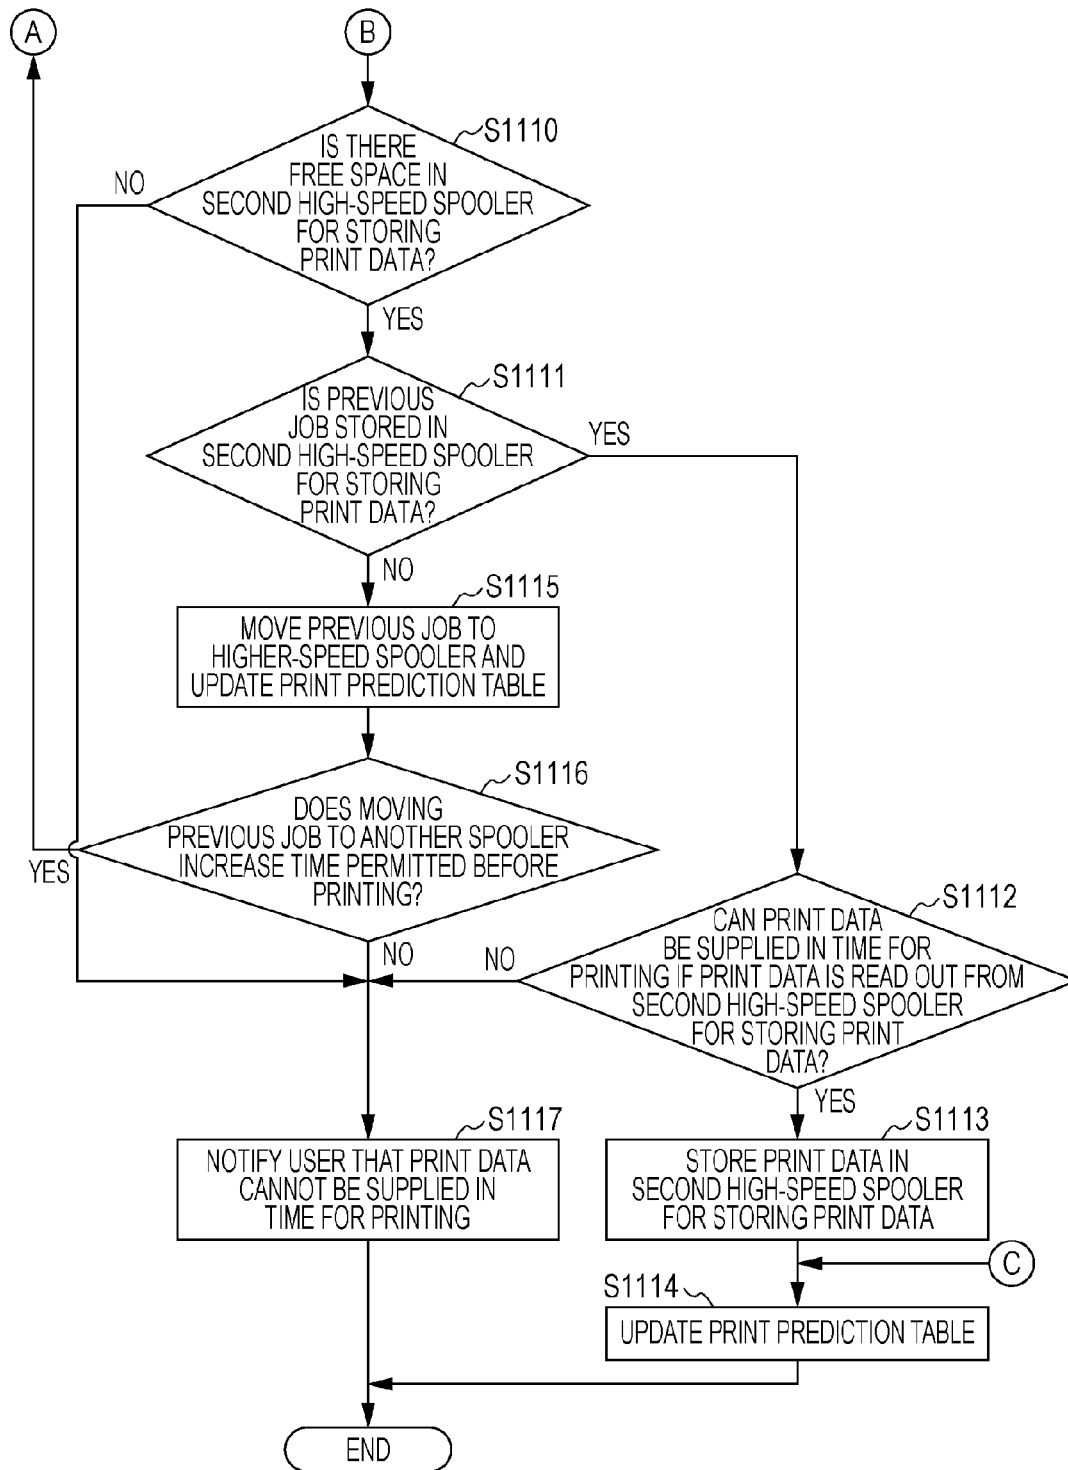 A
B
S1110
IS THERE
FREE SPACE IN
SECOND HIGH-SPEED SPOOLER
FOR STORING
PRINT DATA?
NO
YES
S1111
IS PREVIOUS
JOB STORED IN
SECOND HIGH-SPEED SPOOLER
FOR STORING
PRINT DATA?
YES
NO
S1115
MOVE PREVIOUS JOB TO
HIGHER-SPEED SPOOLER AND
UPDATE PRINT PREDICTION TABLE
S1116
DOES MOVING
PREVIOUS JOB TO ANOTHER SPOOLER
INCREASE TIME PERMITTED BEFORE
PRINTING?
YES
NO
S1112
CAN PRINT DATA
BE SUPPLIED IN TIME FOR
PRINTING IF PRINT DATA IS READ OUT FROM
SECOND HIGH-SPEED SPOOLER
FOR STORING PRINT
DATA?
NO
YES
S1117
NOTIFY USER THAT PRINT DATA
CANNOT BE SUPPLIED IN
TIME FOR PRINTING
S1113
STORE PRINT DATA IN
SECOND HIGH-SPEED SPOOLER
FOR STORING PRINT DATA
C
S1114
UPDATE PRINT PREDICTION TABLE
END